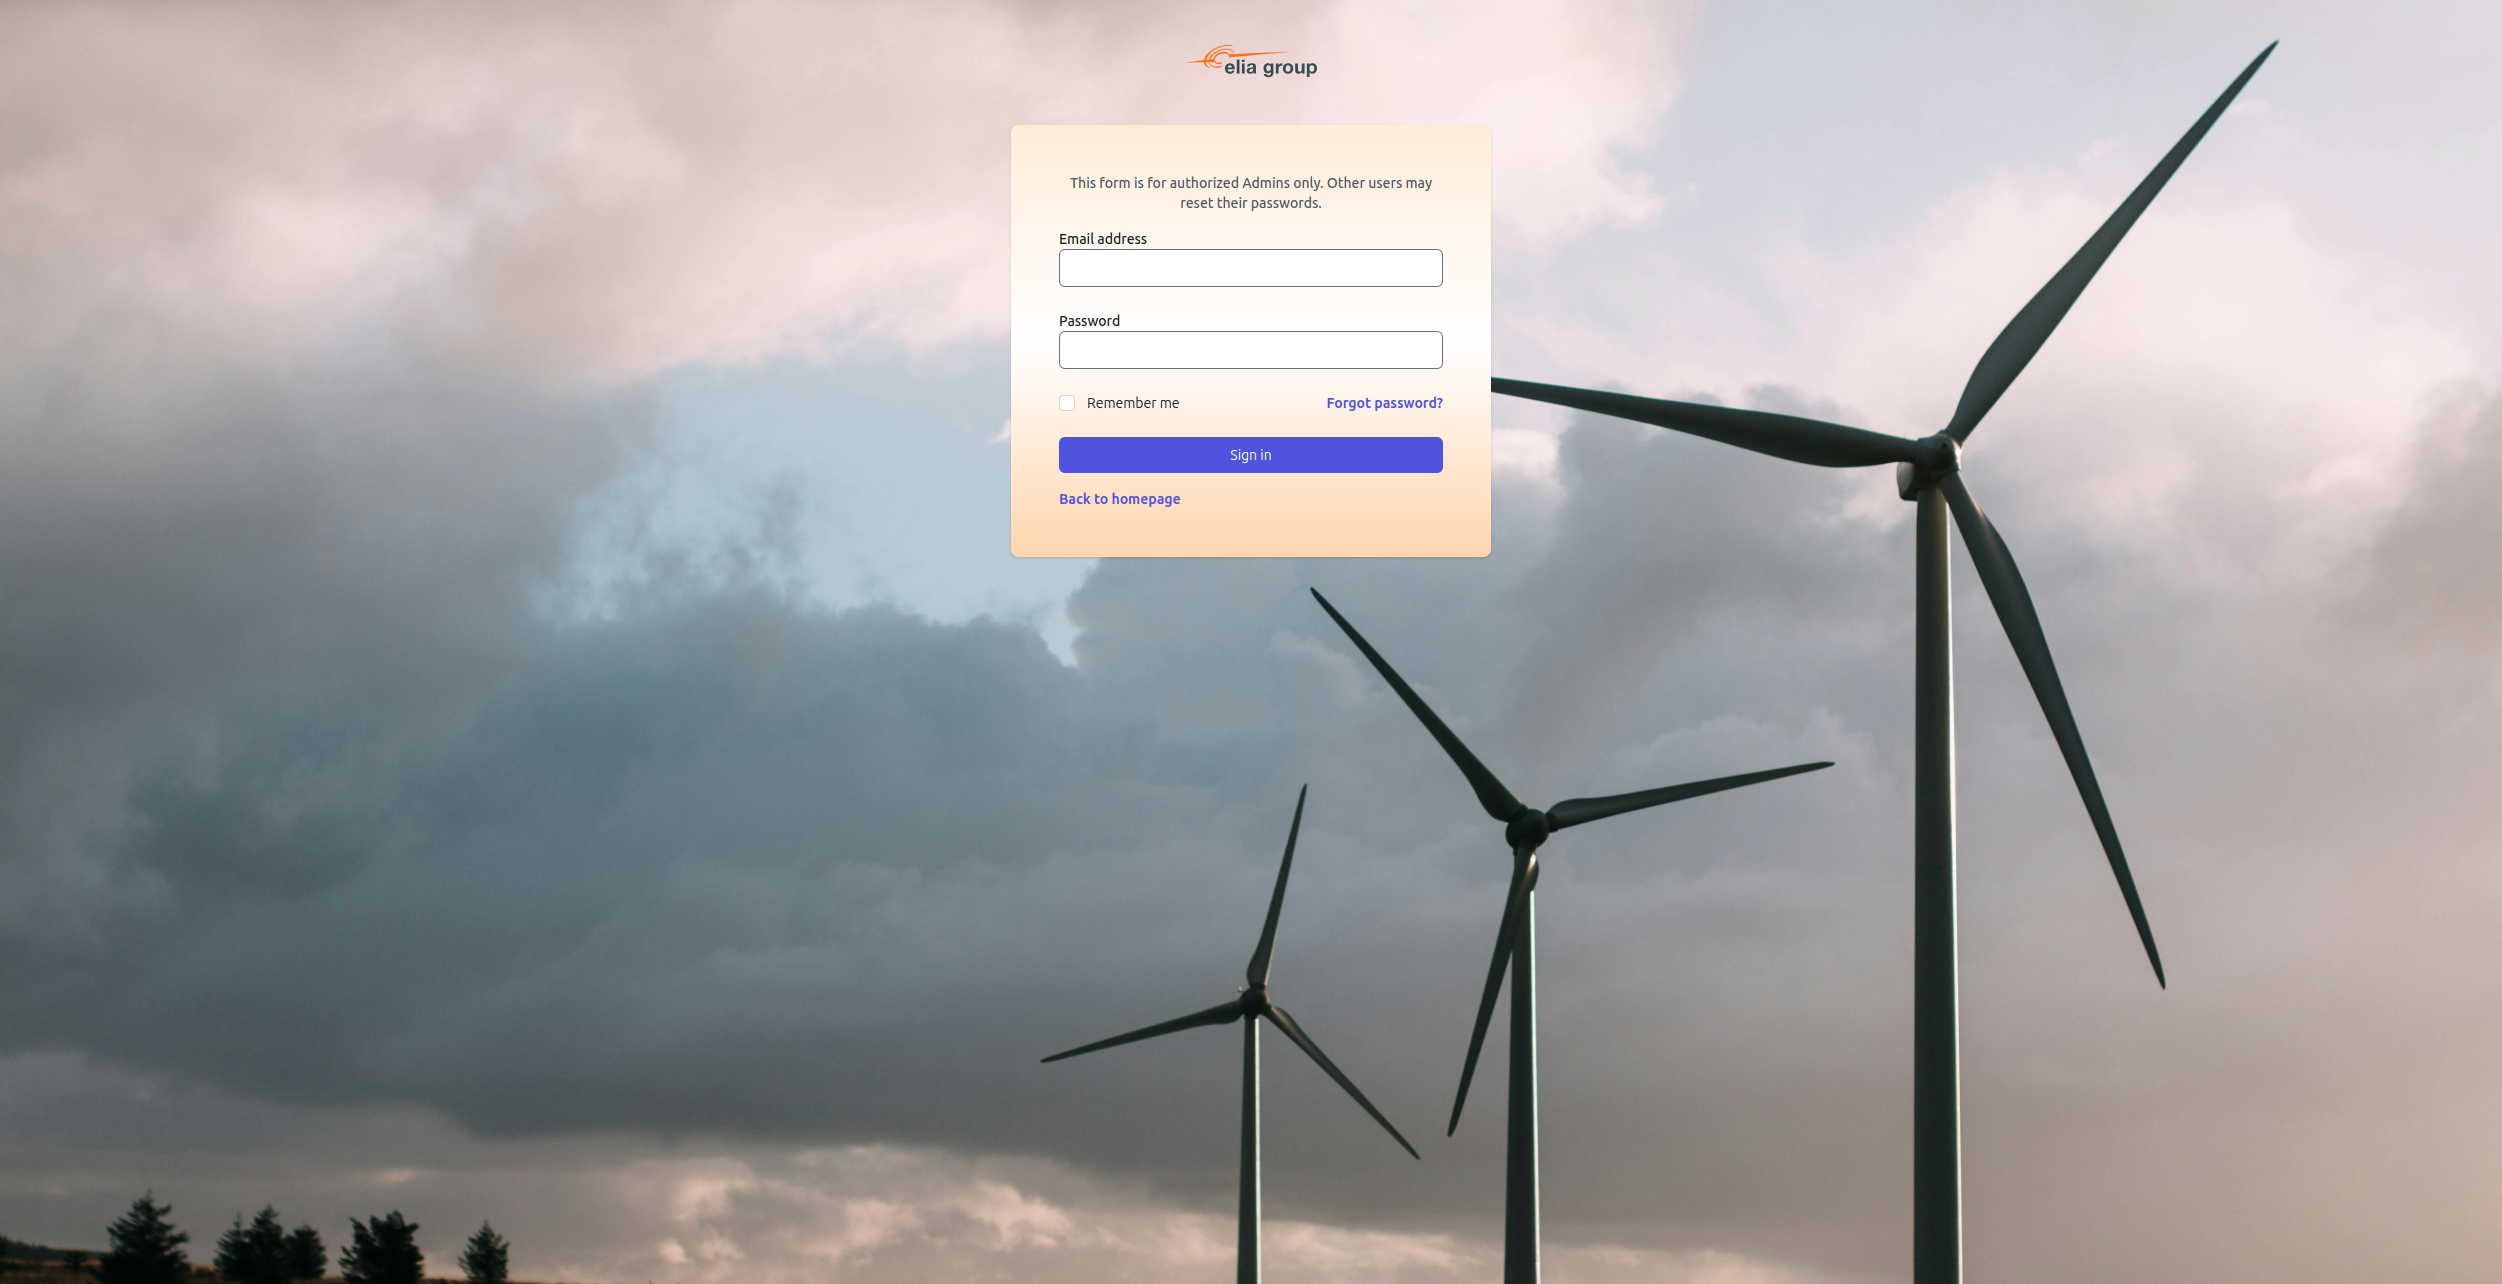 elia group
This form is for authorized Admins only. Other users may
reset their passwords.
Email address
Password
Remember me
Forgot password?
Sign in
Back to homepage